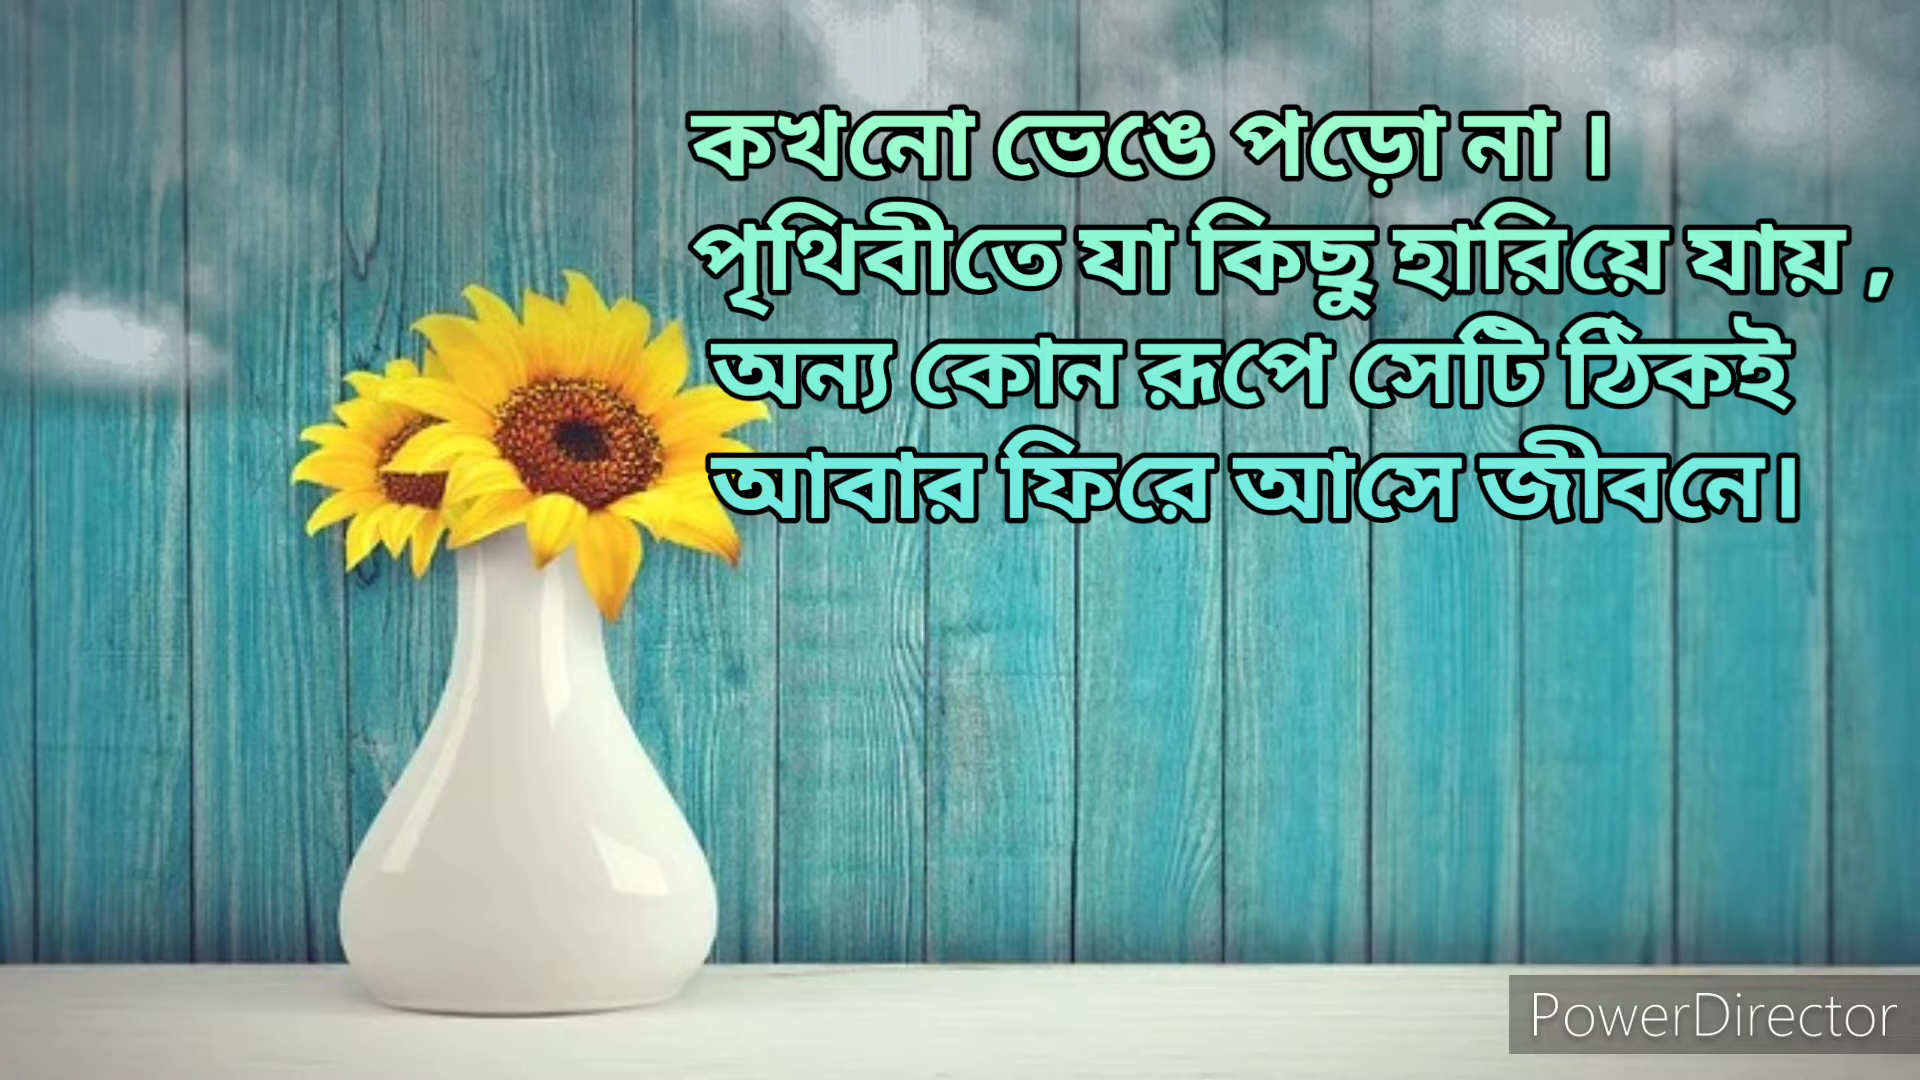 কখনো ভেঙে পড়ো না ।
পৃথিবীতে যা কিছু হারিয়ে যায় ,
অন্য কোন রূপে সেটি ঠিকই
আবার ফিরে আসে জীবনে।
PowerDirector